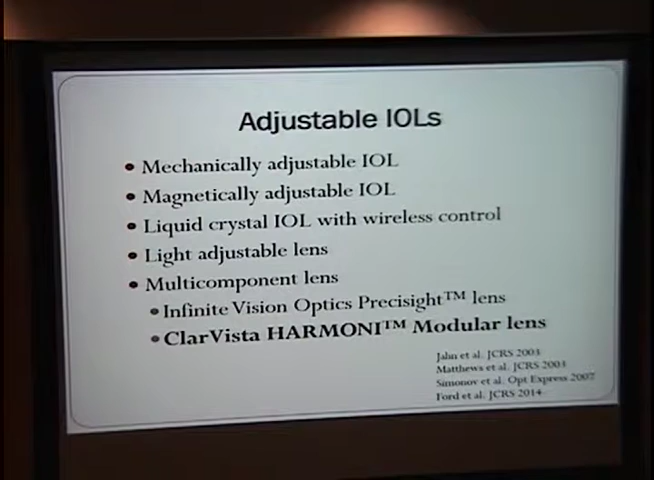 Adjustable IOLs
• Mechanically adjustable IOL
• Magnetically adjustable IOL
• Liquid crystal IOL with wireless control
• Light adjustable lens
• Multicomponent lens
• Infinite Vision Optics Precisight™ lens
• ClarVista HARMONI™ Modular lens
Jahn et al. JCRS 2003
Matthews et al. JCRS 2003
Simonov et al. Opt Express 2007
Ford et al. JCRS 2014